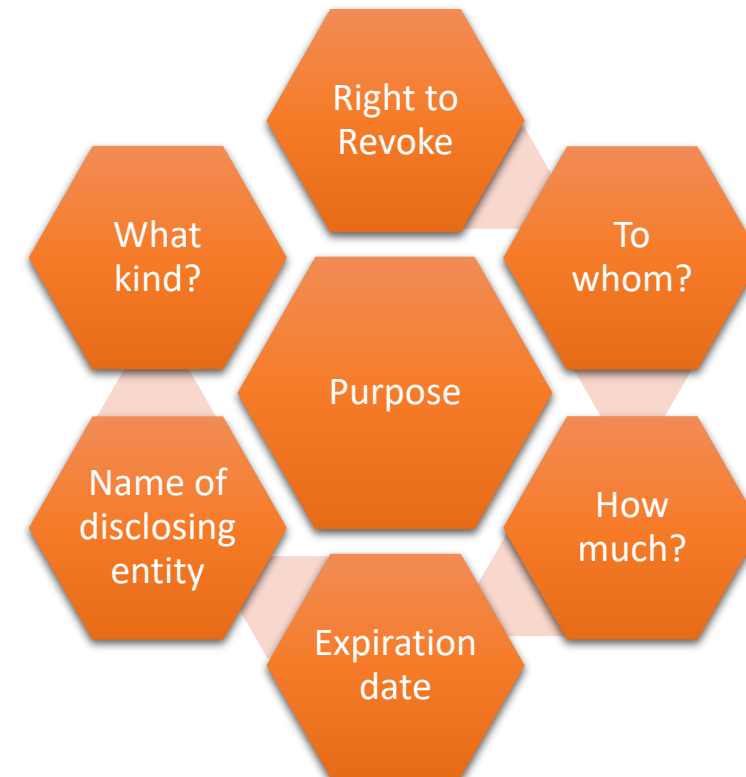 Right to
Revoke
What
kind?
To
whom?
Purpose
Name of
disclosing
entity
How
much?
Expiration
date